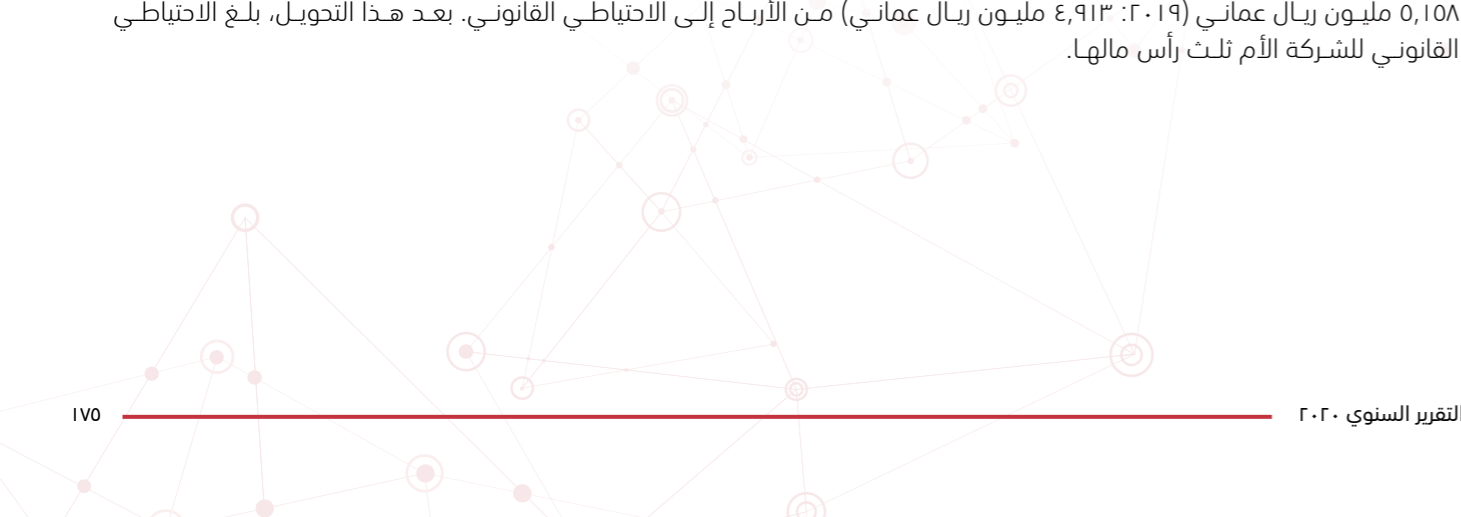 ٥,١٥٨ مليـون ريـال عمانـي (٢٠١٩: ٤,٩١٣ مليـون ريـال عمانـي) مـن الأربـاح إلـى الاحتياطـي القانونـي. بعـد هـذا التحويـل، بلـغ الاحتياطـي
القانونـي للشـركة الأم ثلـث رأس مالهـا.
التقرير السنوي ٢٠٢٠
١٧٥